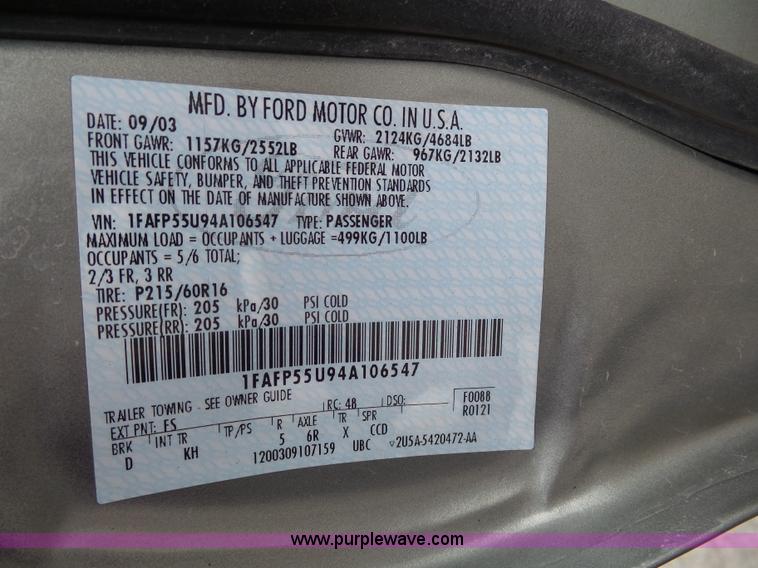 MFD. BY FORD MOTOR CO. IN U.S.A.
DATE: 09/03 GVWR: 2124KG/4684LB
FRONT GAWR: 1157KG/2552LB REAR GAWR: 967KG/2132LB
THIS VEHICLE CONFORMS TO ALL APPLICABLE FEDERAL MOTOR
VEHICLE SAFETY, BUMPER, AND THEFT PREVENTION STANDARDS
IN EFFECT ON THE DATE OF MANUFACTURE SHOWN ABOVE.
VIN: 1FAFP55U94A106547 TYPE: PASSENGER
MAXIMUM LOAD = OCCUPANTS + LUGGAGE =499KG/1100LB
OCCUPANTS = 5/6 TOTAL;
2/3 FR, 3 RR
TIRE: P215/60R16
PRESSURE(FR): 205 kPa/30 PSI COLD
PRESSURE(RR): 205 kPa/30 PSI COLD
1FAFP55U94A106547
TRAILER TOWING - SEE OWNER GUIDE
EXT PNT: FS RC: 48 DSO: F0088
R0121
BRK INT TR TP/PS R AXLE TR SPR
D KH 5 6R X CCD
1200309107159 UBC V2U5A-5420472-AA
www.purplewave.com